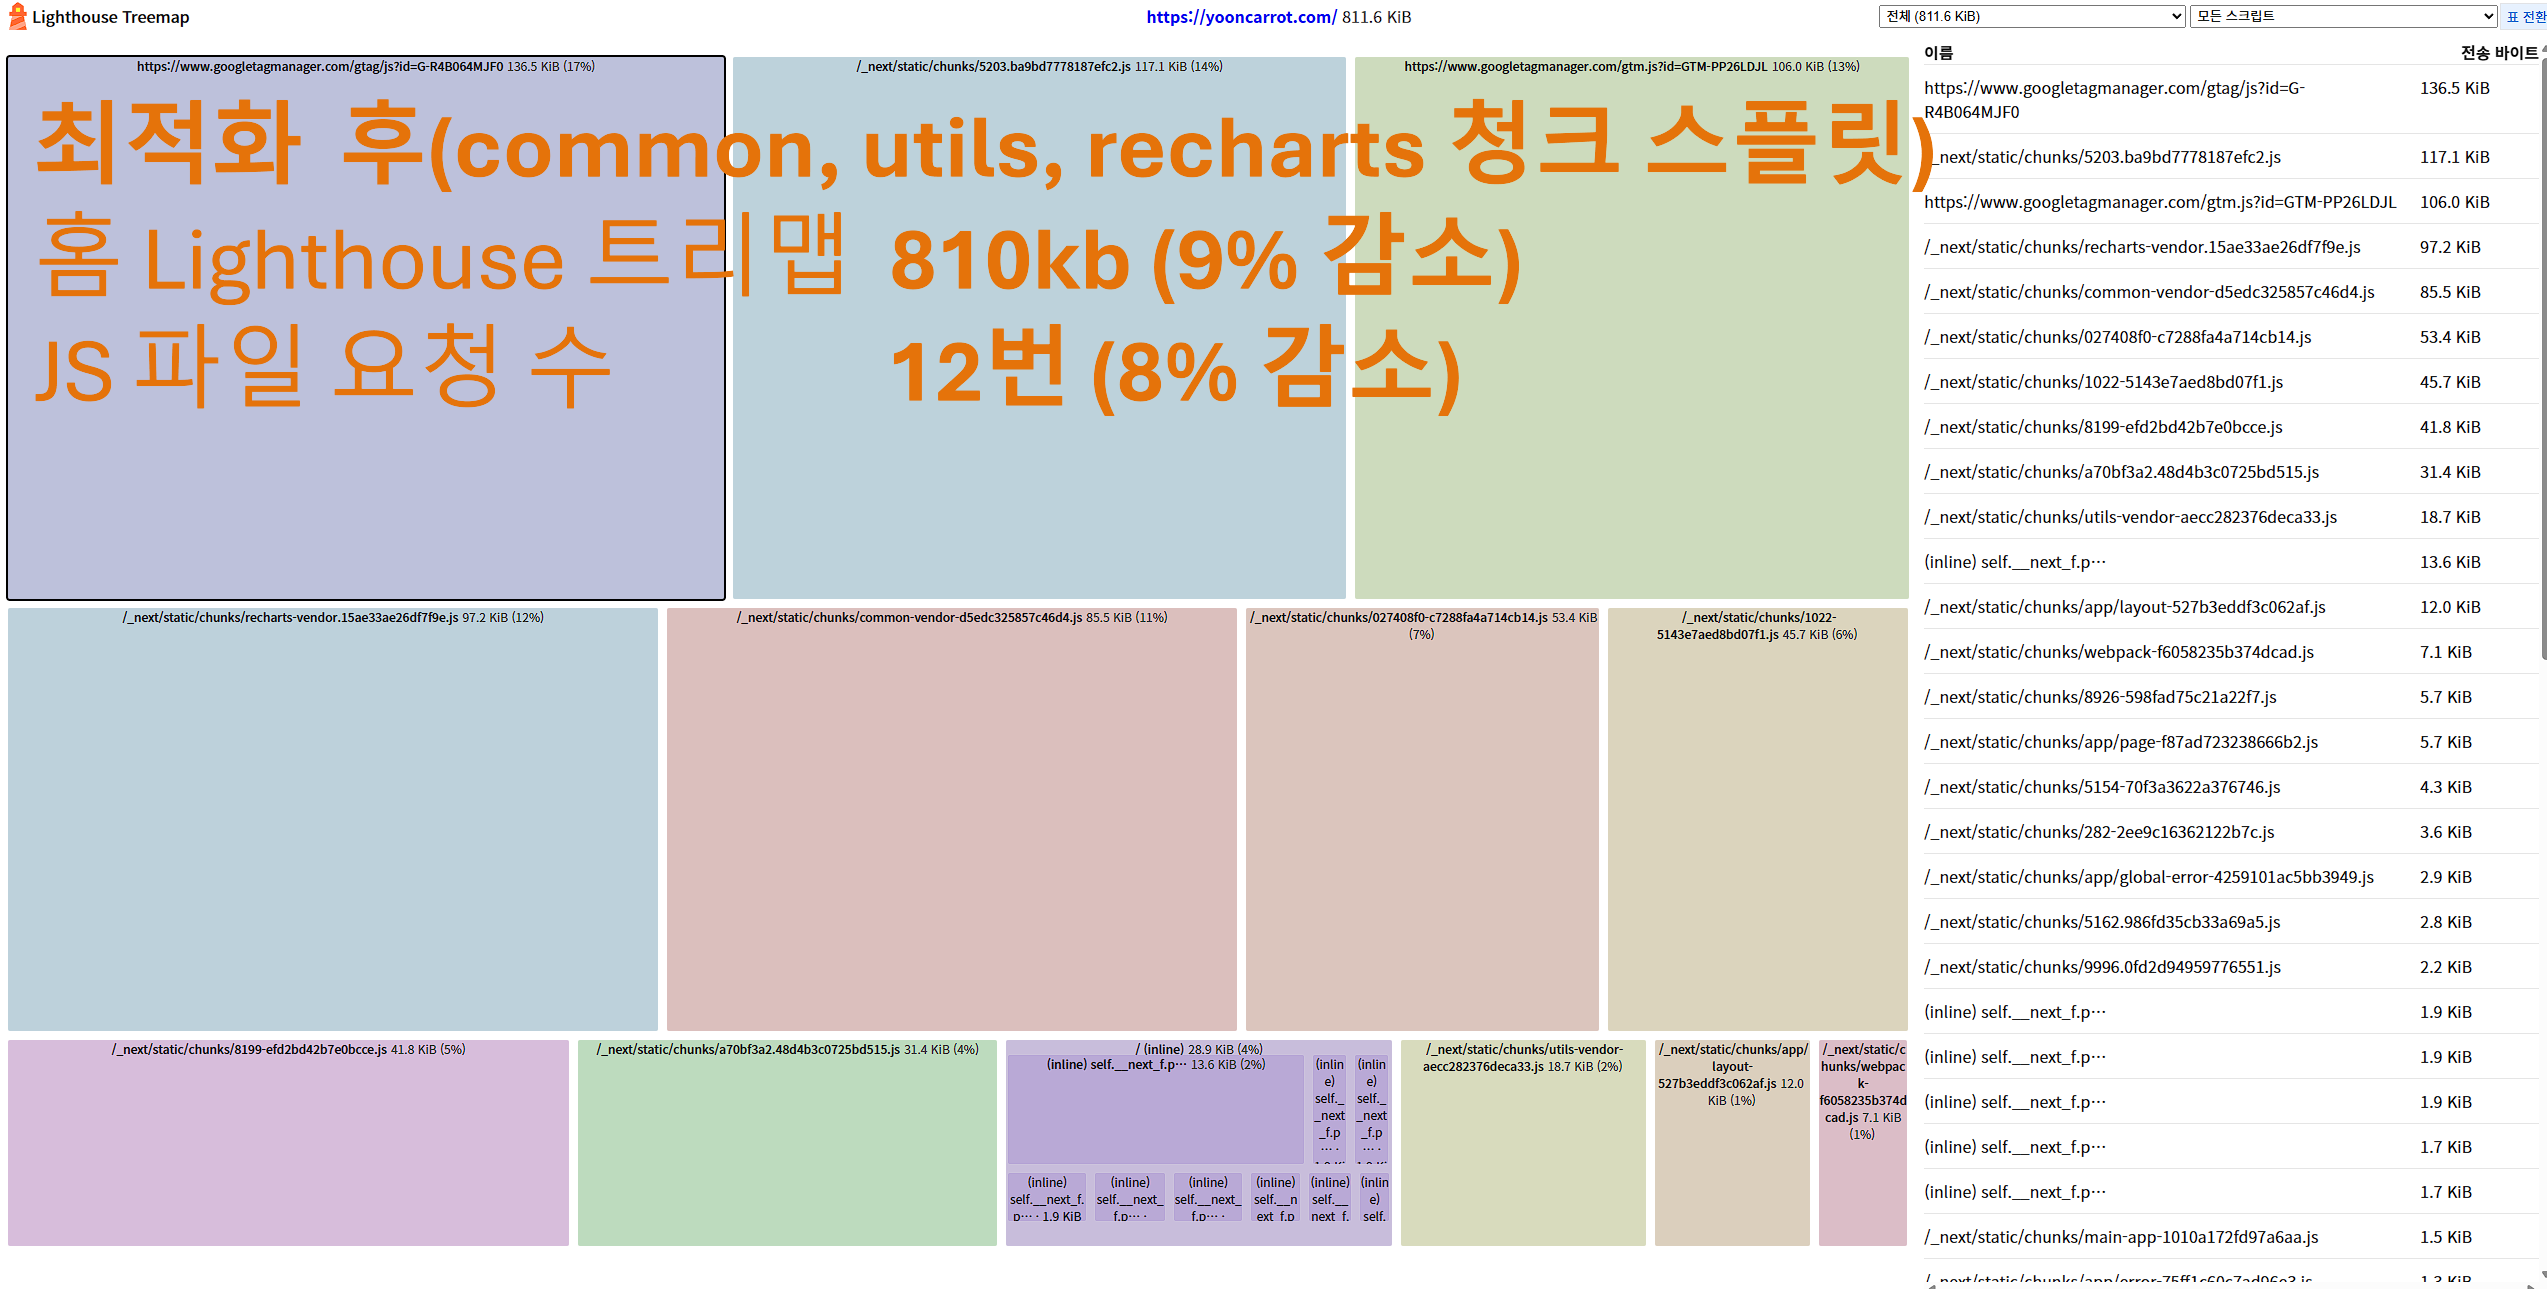 Lighthouse Treemap
https://yooncarrot.com/ 811.6 KiB
전체 (811.6 KiB)
모든 스크립트
표 전환
최적화 후(common, utils, recharts 청크 스플릿)
홈 Lighthouse 트리맵 810kb (9% 감소)
JS 파일 요청 수 12번 (8% 감소)
https://www.googletagmanager.com/gtag/js?id=G-R4B064MJF0 136.5 KiB (17%)
/_next/static/chunks/5203.ba9bd7778187efc2.js 117.1 KiB (14%)
https://www.googletagmanager.com/gtm.js?id=GTM-PP26LDJL 106.0 KiB (13%)
/_next/static/chunks/recharts-vendor.15ae33ae26df7f9e.js 97.2 KiB (12%)
/_next/static/chunks/common-vendor-d5edc325857c46d4.js 85.5 KiB (11%)
/_next/static/chunks/027408f0-c7288fa4a714cb14.js 53.4 KiB
(7%)
/_next/static/chunks/1022-
5143e7aed8bd07f1.js 45.7 KiB (6%)
/_next/static/chunks/8199-efd2bd42b7e0bcce.js 41.8 KiB (5%)
/_next/static/chunks/a70bf3a2.48d4b3c0725bd515.js 31.4 KiB (4%)
/ (inline) 28.9 KiB (4%)
(inline) self.__next_f.p⋯ 13.6 KiB (2%)
(inlin
e)
self._
_next
_f.p
⋯ ·
(inlin
e)
self._
_next
_f.p
⋯ ·
(inline)
self.__next_f.
p⋯ · 1.9 KiB
(inline)
self.__next_
f.p⋯ ·
(inline)
self.__next_
f.p⋯ ·
(inline)
self.__n
ext_f.p
(inline)
self.__
next_f.
(inlin
e)
self.
/_next/static/chunks/utils-vendor-
aecc282376deca33.js 18.7 KiB (2%)
/_next/static/chunks/app/
layout-
527b3eddf3c062af.js 12.0
KiB (1%)
/_next/static/c
hunks/webpac
k-
f6058235b374d
cad.js 7.1 KiB
(1%)
이름 전송 바이트
https://www.googletagmanager.com/gtag/js?id=G-
R4B064MJF0 136.5 KiB
/_next/static/chunks/5203.ba9bd7778187efc2.js 117.1 KiB
https://www.googletagmanager.com/gtm.js?id=GTM-PP26LDJL 106.0 KiB
/_next/static/chunks/recharts-vendor.15ae33ae26df7f9e.js 97.2 KiB
/_next/static/chunks/common-vendor-d5edc325857c46d4.js 85.5 KiB
/_next/static/chunks/027408f0-c7288fa4a714cb14.js 53.4 KiB
/_next/static/chunks/1022-5143e7aed8bd07f1.js 45.7 KiB
/_next/static/chunks/8199-efd2bd42b7e0bcce.js 41.8 KiB
/_next/static/chunks/a70bf3a2.48d4b3c0725bd515.js 31.4 KiB
/_next/static/chunks/utils-vendor-aecc282376deca33.js 18.7 KiB
(inline) self.__next_f.p⋯ 13.6 KiB
/_next/static/chunks/app/layout-527b3eddf3c062af.js 12.0 KiB
/_next/static/chunks/webpack-f6058235b374dcad.js 7.1 KiB
/_next/static/chunks/8926-598fad75c21a22f7.js 5.7 KiB
/_next/static/chunks/app/page-f87ad723238666b2.js 5.7 KiB
/_next/static/chunks/5154-70f3a3622a376746.js 4.3 KiB
/_next/static/chunks/282-2ee9c16362122b7c.js 3.6 KiB
/_next/static/chunks/app/global-error-4259101ac5bb3949.js 2.9 KiB
/_next/static/chunks/5162.986fd35cb33a69a5.js 2.8 KiB
/_next/static/chunks/9996.0fd2d94959776551.js 2.2 KiB
(inline) self.__next_f.p⋯ 1.9 KiB
(inline) self.__next_f.p⋯ 1.9 KiB
(inline) self.__next_f.p⋯ 1.9 KiB
(inline) self.__next_f.p⋯ 1.7 KiB
(inline) self.__next_f.p⋯ 1.7 KiB
/_next/static/chunks/main-app-1010a172fd97a6aa.js 1.5 KiB